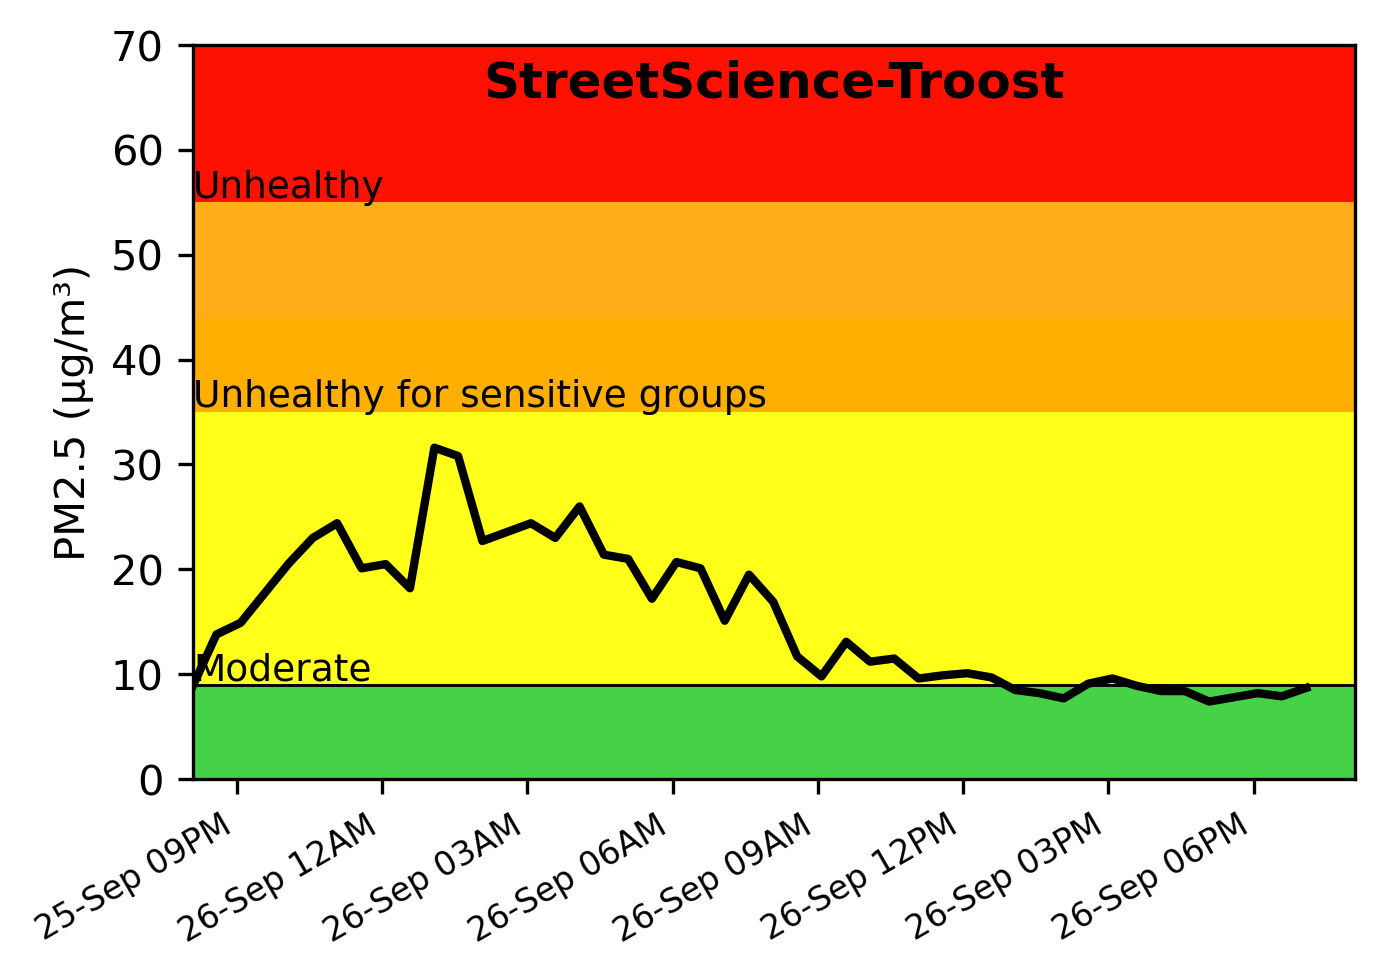 StreetScience-Troost
PM2.5 (µg/m³)
70
60
Unhealthy
50
40
Unhealthy for sensitive groups
30
20
10
Moderate
0
25-Sep 09PM
26-Sep 12AM
26-Sep 03AM
26-Sep 06AM
26-Sep 09AM
26-Sep 12PM
26-Sep 03PM
26-Sep 06PM